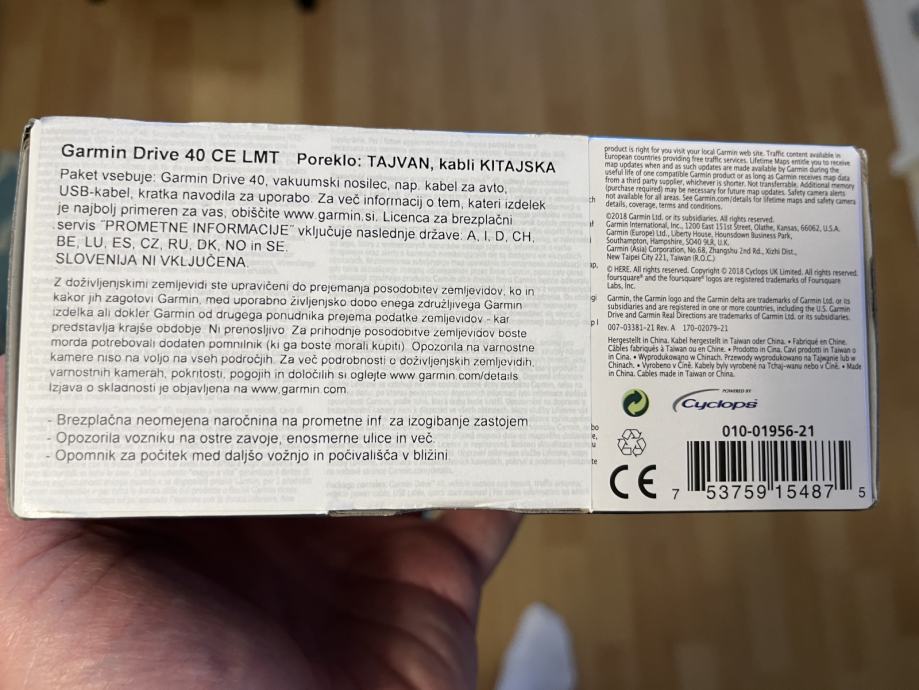 Garmin Drive 40 CE LMT Poreklo: TAJVAN, kabli KITAJSKA
Paket vsebuje: Garmin Drive 40, vakuumski nosilec, nap. kabel za avto,
USB-kabel, kratka navodila za uporabo. Za več informacij o tem, kateri izdelek
je najbolj primeren za vas, obiščite www.garmin.si. Licenca za brezplačni
servis "PROMETNE INFORMACIJE" vključuje naslednje države: A, I, D, CH,
BE, LU, ES, CZ, RU, DK, NO in SE.
SLOVENIJA NI VKLJUČENA.
Z doživljenjskimi zemljevidi ste upravičeni do prejemanja posodobitev zemljevidov, ko in
kakor jih zagotovi Garmin, med uporabno življenjsko dobo enega združljivega Garmin
izdelka ali dokler Garmin od drugega ponudnika prejema podatke zemljevidov - kar
predstavlja krajše obdobje. Ni prenosljivo. Za prihodnje posodobitve zemljevidov boste
morda potrebovali dodaten pomnilnik (ki ga boste morali kupiti). Opozorila na varnostne
kamere niso na voljo na vseh področjih. Za več podrobnosti o doživljenjskih zemljevidih,
varnostnih kamerah, pokritosti, pogojih in določilih si oglejte www.garmin.com/details.
Izjava o skladnosti je objavljena na www.garmin.com.
- Brezplačna neomejena naročnina na prometne inf. za izogibanje zastojem
- Opozorila vozniku na ostre zavoje, enosmerne ulice in več.
- Opomnik za počitek med daljšo vožnjo in počivališča v bližini.
product is right for you visit your local Garmin web site. Traffic content available in
European countries providing free traffic services. Lifetime Maps entitle you to receive
map updates when and as such updates are made available by Garmin during the
useful life of one compatible Garmin product or as long as Garmin receives map data
from a third party supplier, whichever is shorter. Not transferrable. Additional memory
(purchase required) may be necessary for future map updates. Safety camera alerts
not available for all areas. See Garmin.com/details for lifetime maps and safety camera
details, coverage, terms and conditions.
©2018 Garmin Ltd. or its subsidiaries. All rights reserved.
Garmin International, Inc., 1200 East 151st Street, Olathe, Kansas, 66062, U.S.A.
Garmin (Europe) Ltd., Liberty House, Hounsdown Business Park,
Southampton, Hampshire, SO40 9LR, U.K.
Garmin (Asia) Corporation, No.68, Zhangshu 2nd Rd., Xizhi Dist.,
New Taipei City 221, Taiwan (R.O.C.)
© HERE. All rights reserved. Copyright © 2018 Cyclops UK Limited. All rights reserved.
foursquare® and the foursquare® logos are registered trademarks of Foursquare
Labs, Inc.
Garmin, the Garmin logo and the Garmin delta are trademarks of Garmin Ltd. or its
subsidiaries and are registered in one or more countries, including the U.S. Garmin
Drive and Garmin Real Directions are trademarks of Garmin Ltd. or its subsidiaries.
007-03381-21 Rev. A 170-02079-21
Hergestellt in China. Kabel hergestellt in Taiwan oder China. • Fabriqué en Chine.
Câbles fabriqués à Taïwan ou en Chine. • Prodotto in Cina. Cavi prodotti in Taiwan o
in Cina. • Wyprodukowano w Chinach. Przewody wyprodukowano na Tajwanie lub w
Chinach. • Vyrobeno v Číně. Kabely byly vyrobené na Tchaj-wanu nebo v Číně. • Made
in China. Cables made in Taiwan or China.
POWERED BY
Cyclops
010-01956-21
CE
7 53759 15487 5